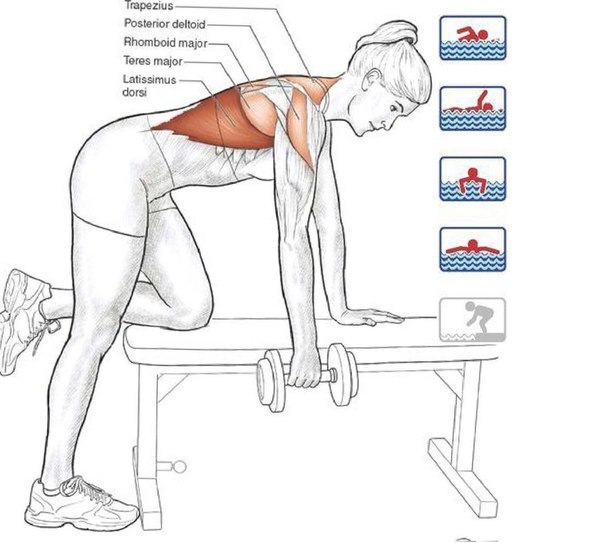 Trapezius
Posterior deltoid
Rhomboid major
Teres major
Latissimus
dorsi